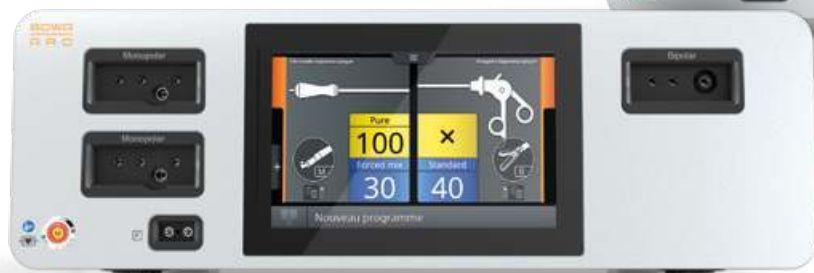 BOWA
ARC
Monopolar
Monopolar
Bipolar
Pure
100
Forced mix
30
×
Standard
40
M
B
Nouveau programme